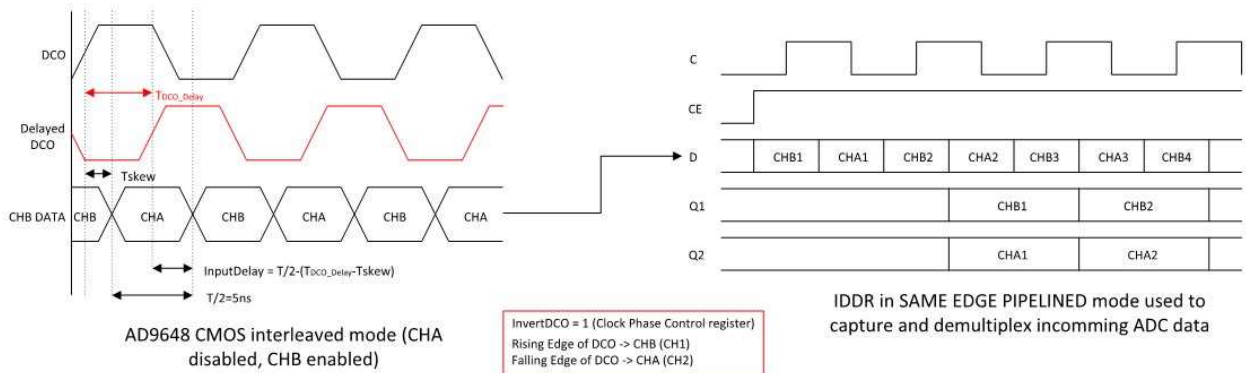 DCO
TDCO_Delay
Delayed
DCO
Tskew
CHB DATA
CHB
CHA
CHB
CHA
CHB
CHA
InputDelay = T/2-(TDCO_Delay-Tskew)
T/2=5ns
AD9648 CMOS interleaved mode (CHA
disabled, CHB enabled)
InvertDCO = 1 (Clock Phase Control register)
Rising Edge of DCO -> CHB (CH1)
Falling Edge of DCO -> CHA (CH2)
C
CE
D
CHB1
CHA1
CHB2
CHA2
CHB3
CHA3
CHB4
Q1
CHB1
CHB2
Q2
CHA1
CHA2
IDDR in SAME EDGE PIPELINED mode used to
capture and demultiplex incomming ADC data